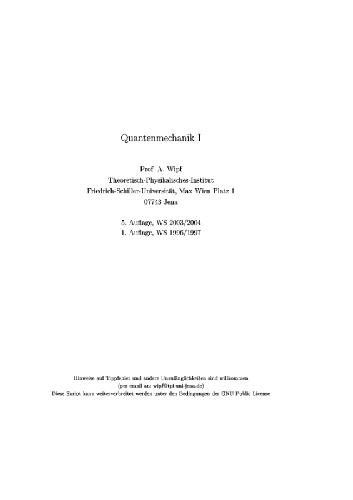 Quantenmechanik I
Prof. A. Wipf
Theoretisch-Physikalisches-Institut
Friedrich-Schiller-Universität, Max Wien Platz 1
07743 Jena
5. Auflage, WS 2003/2004
1. Auflage, WS 1996/1997
Hinweise auf Tippfehler und andere Unzulänglichkeiten sind willkommen
(per email an: wipf@tpi.uni-jena.de)
Diese Script kann weiterverbreitet werden unter den Bedingungen der GNU Public License